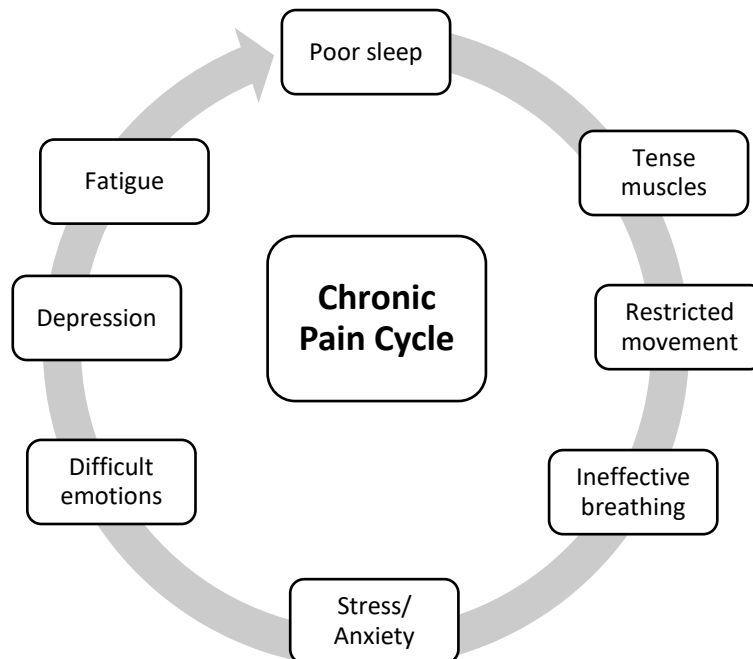 Poor sleep
Tense
muscles
Restricted
movement
Ineffective
breathing
Stress/
Anxiety
Difficult
emotions
Depression
Fatigue
Chronic
Pain Cycle